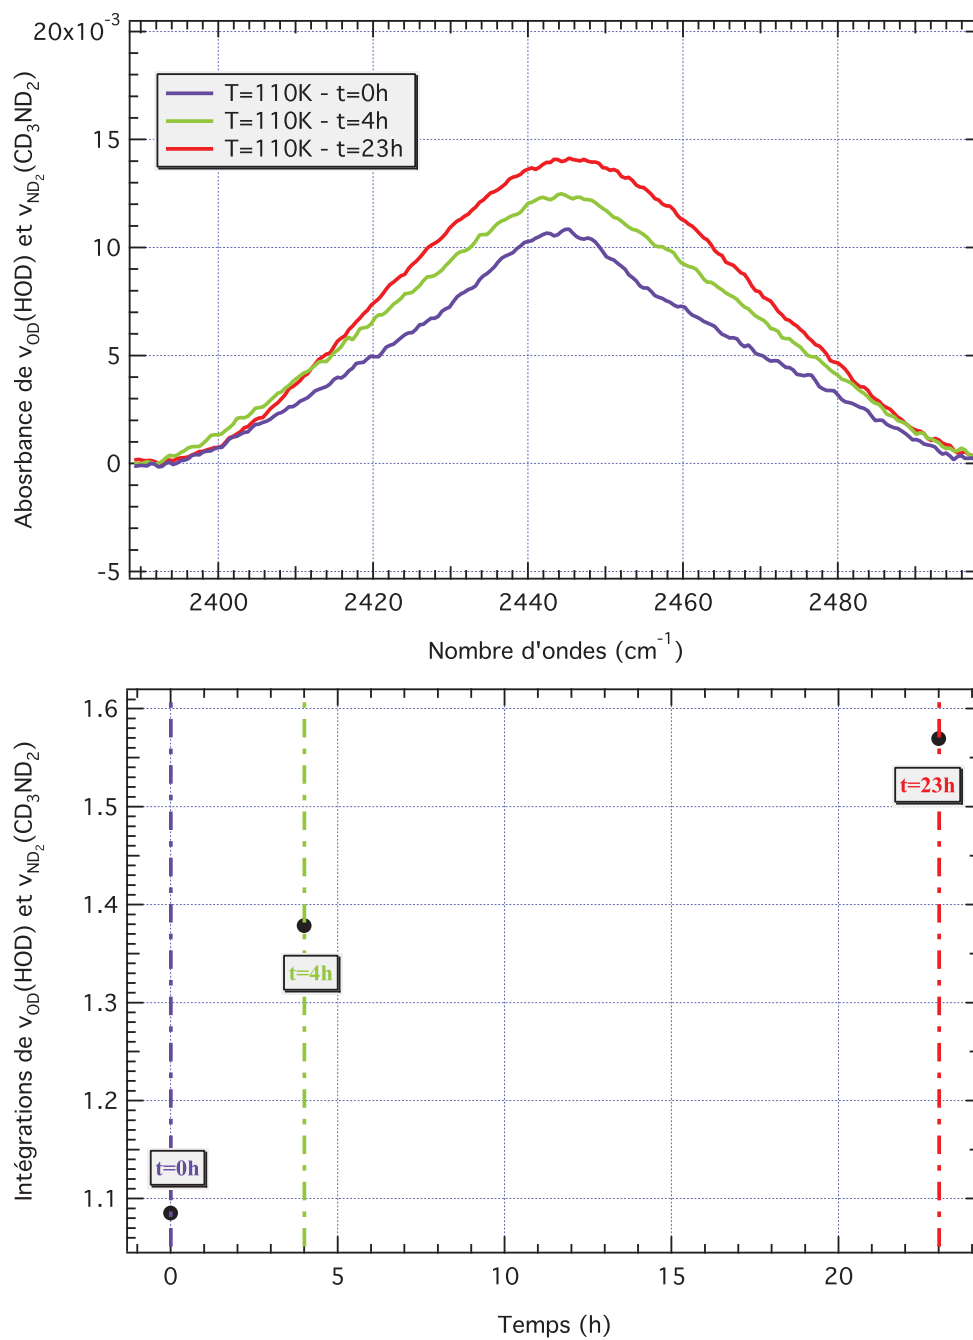 20x10-3
15
10
5
0
-5
Abosrbance de νOD(HOD) et νND2(CD3ND2)
T=110K - t=0h
T=110K - t=4h
T=110K - t=23h
2400 2420 2440 2460 2480
Nombre d'ondes (cm-1)
1.6
1.5
1.4
1.3
1.2
1.1
Intégrations de νOD(HOD) et νND2(CD3ND2)
t=23h
t=4h
t=0h
0 5 10 15 20
Temps (h)